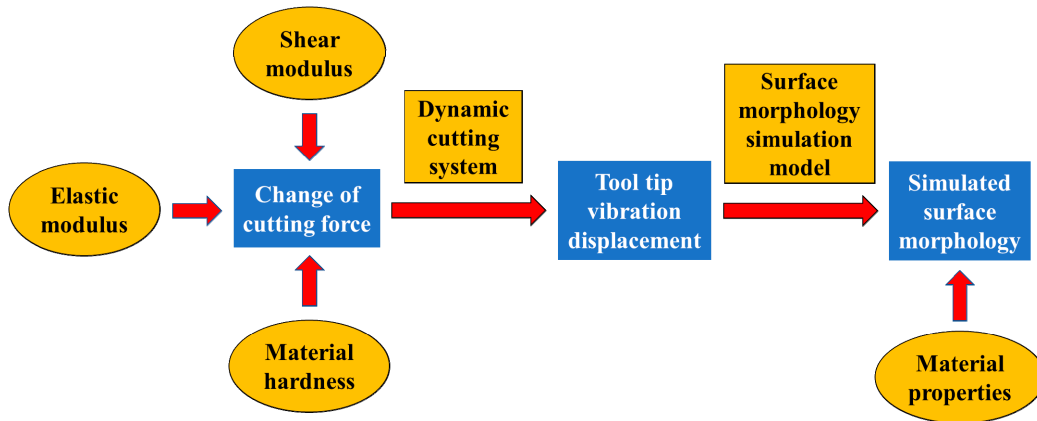 Shear
modulus
Dynamic
cutting
system
Surface
morphology
simulation
model
Elastic
modulus
Change of
cutting force
Tool tip
vibration
displacement
Simulated
surface
morphology
Material
hardness
Material
properties